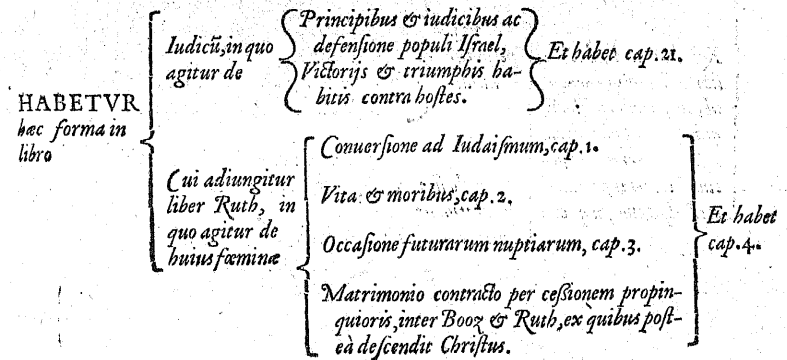 HABETVR
hæc forma in
libro
Iudicū, in quo
agitur de
Principibus & iudicibus ac
defenſione populi Iſrael,
Victorijs & triumphis ha-
bitis contra hoſtes.
Et habet cap. 21.
Cui adiungitur
liber Ruth, in
quo agitur de
huius fœminæ
Conuerſione ad Iudaiſmum, cap. 1.
Vita & moribus, cap. 2.
Occaſione futurarum nuptiarum, cap. 3.
Matrimonio contracto per ceſsionem propin-
quioris, inter Booz & Ruth, ex quibus poſt-
eà deſcendit Chriſtus.
Et habet
cap. 4.